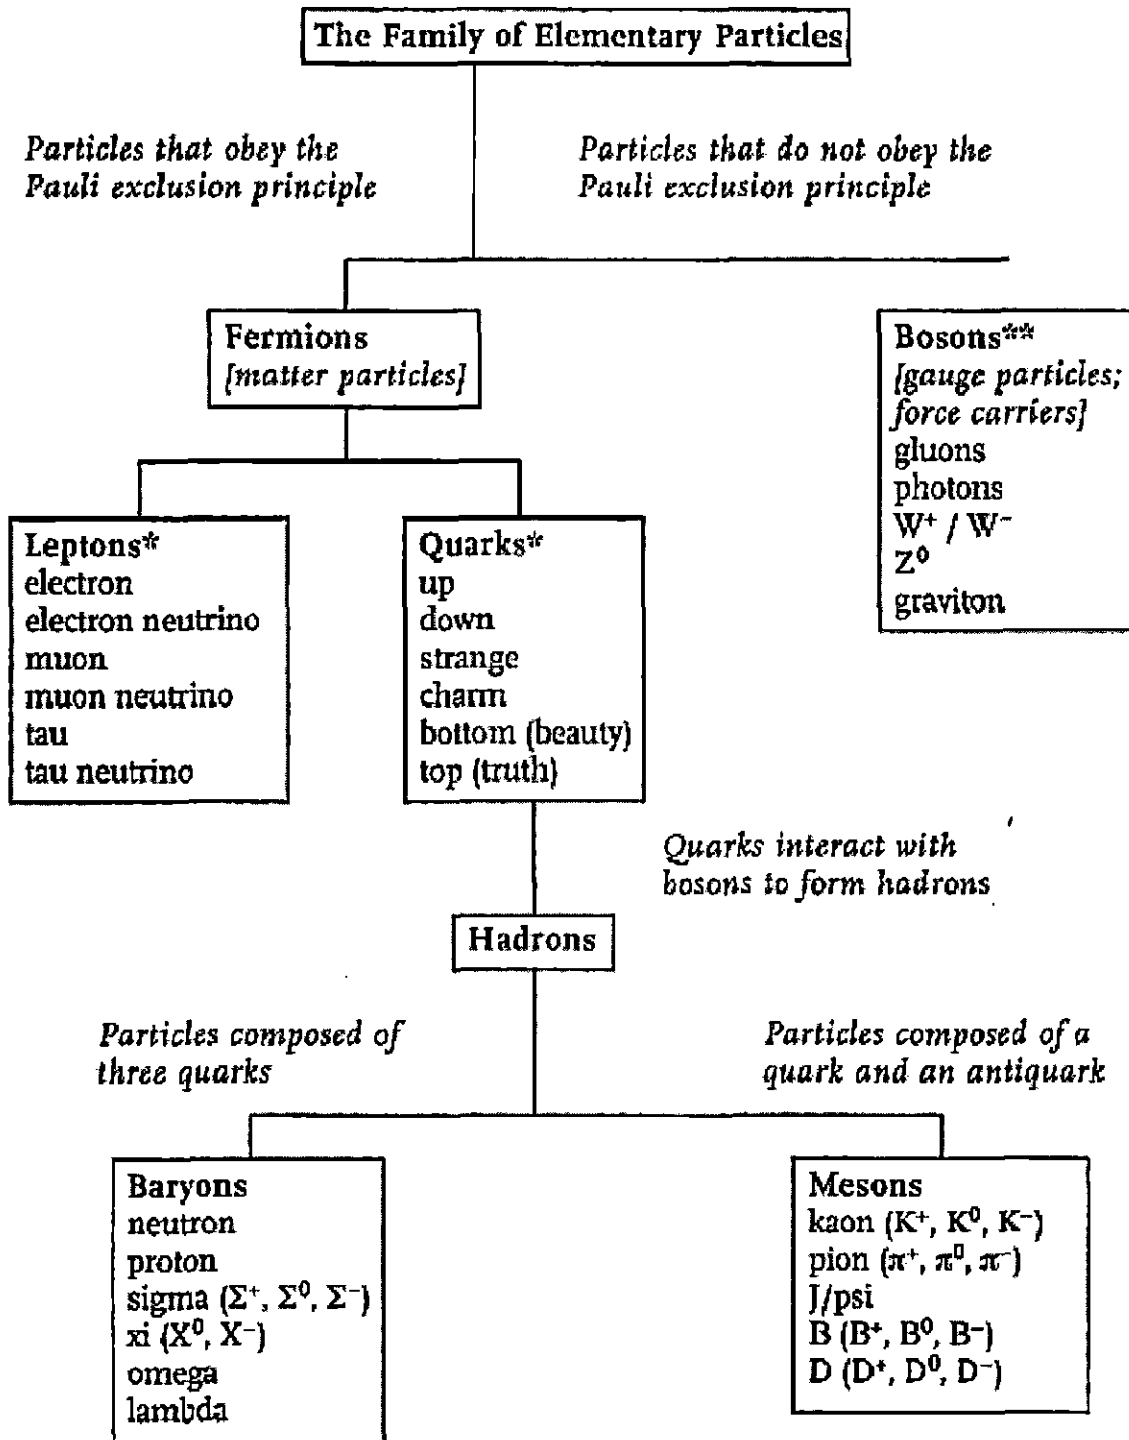 The Family of Elementary Particles
Particles that obey the
Pauli exclusion principle
Particles that do not obey the
Pauli exclusion principle
Fermions
[matter particles]
Bosons**
[gauge particles;
force carriers]
gluons
photons
W⁺ / W⁻
Z⁰
graviton
Leptons*
electron
electron neutrino
muon
muon neutrino
tau
tau neutrino
Quarks*
up
down
strange
charm
bottom (beauty)
top (truth)
Quarks interact with
bosons to form hadrons
Hadrons
Particles composed of
three quarks
Particles composed of a
quark and an antiquark
Baryons
neutron
proton
sigma (Σ⁺, Σ⁰, Σ⁻)
xi (X⁰, X⁻)
omega
lambda
Mesons
kaon (K⁺, K⁰, K⁻)
pion (π⁺, π⁰, π⁻)
J/psi
B (B⁺, B⁰, B⁻)
D (D⁺, D⁰, D⁻)